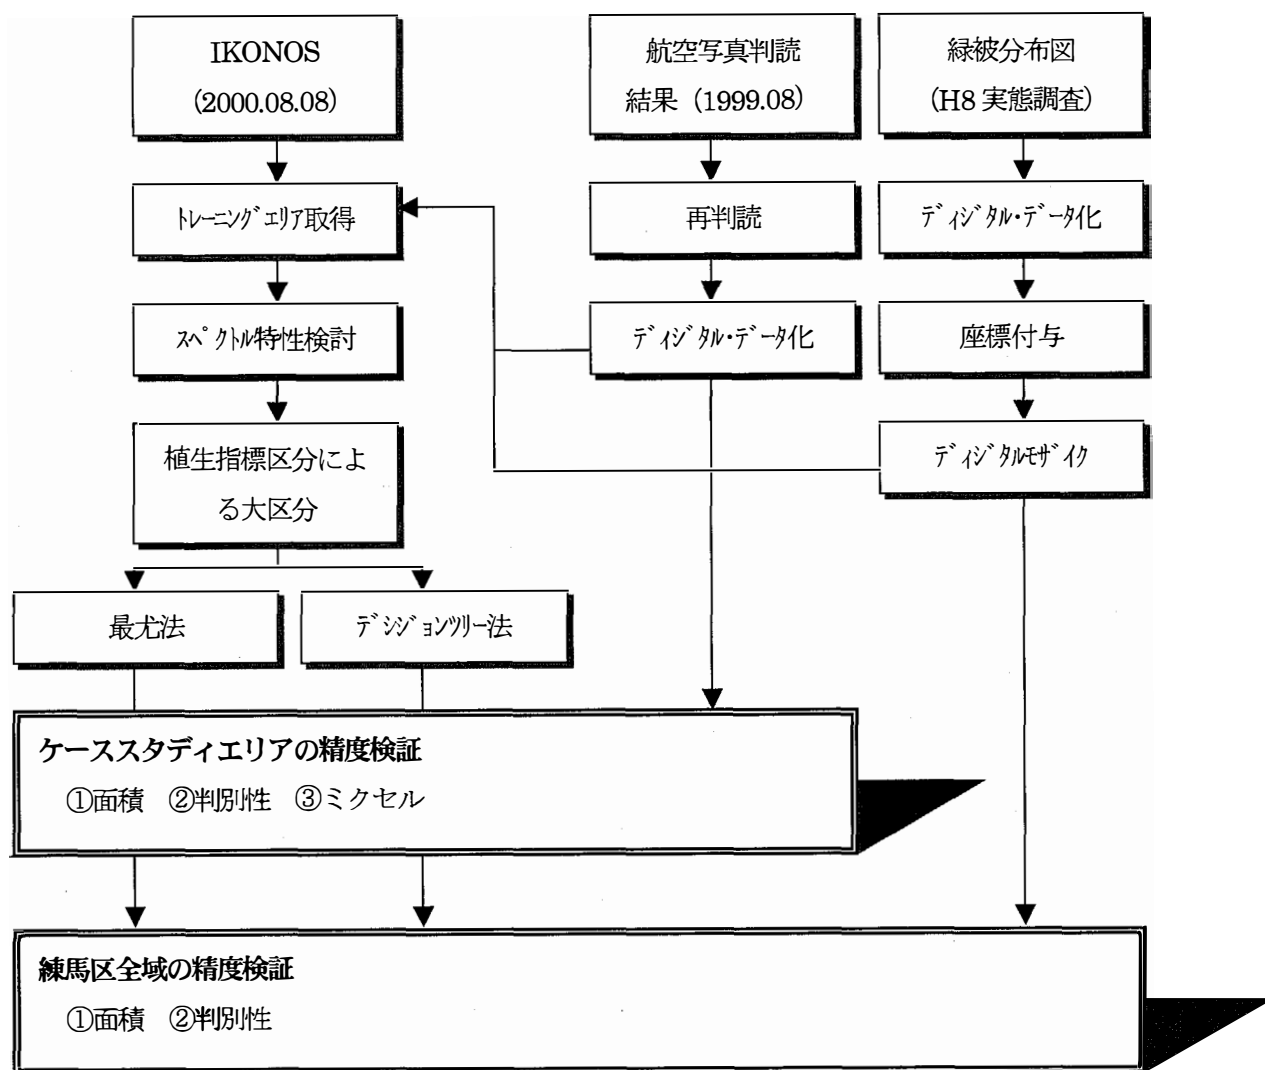 IKONOS
(2000.08.08)
航空写真判読
結果（1999.08）
緑被分布図
(H8 実態調査)
ﾄﾚｰﾆﾝｸﾞｴﾘｱ取得
再判読
ﾃﾞｨｼﾞﾀﾙ・ﾃﾞｰﾀ化
ｽﾍﾟｸﾄﾙ特性検討
ﾃﾞｨｼﾞﾀﾙ・ﾃﾞｰﾀ化
座標付与
植生指標区分によ
る大区分
ﾃﾞｨｼﾞﾀﾙﾓｻﾞｲｸ
最尤法
ﾃﾞｼｼﾞｮﾝﾂﾘｰ法
ケーススタディエリアの精度検証
①面積　②判別性　③ミクセル
練馬区全域の精度検証
①面積　②判別性